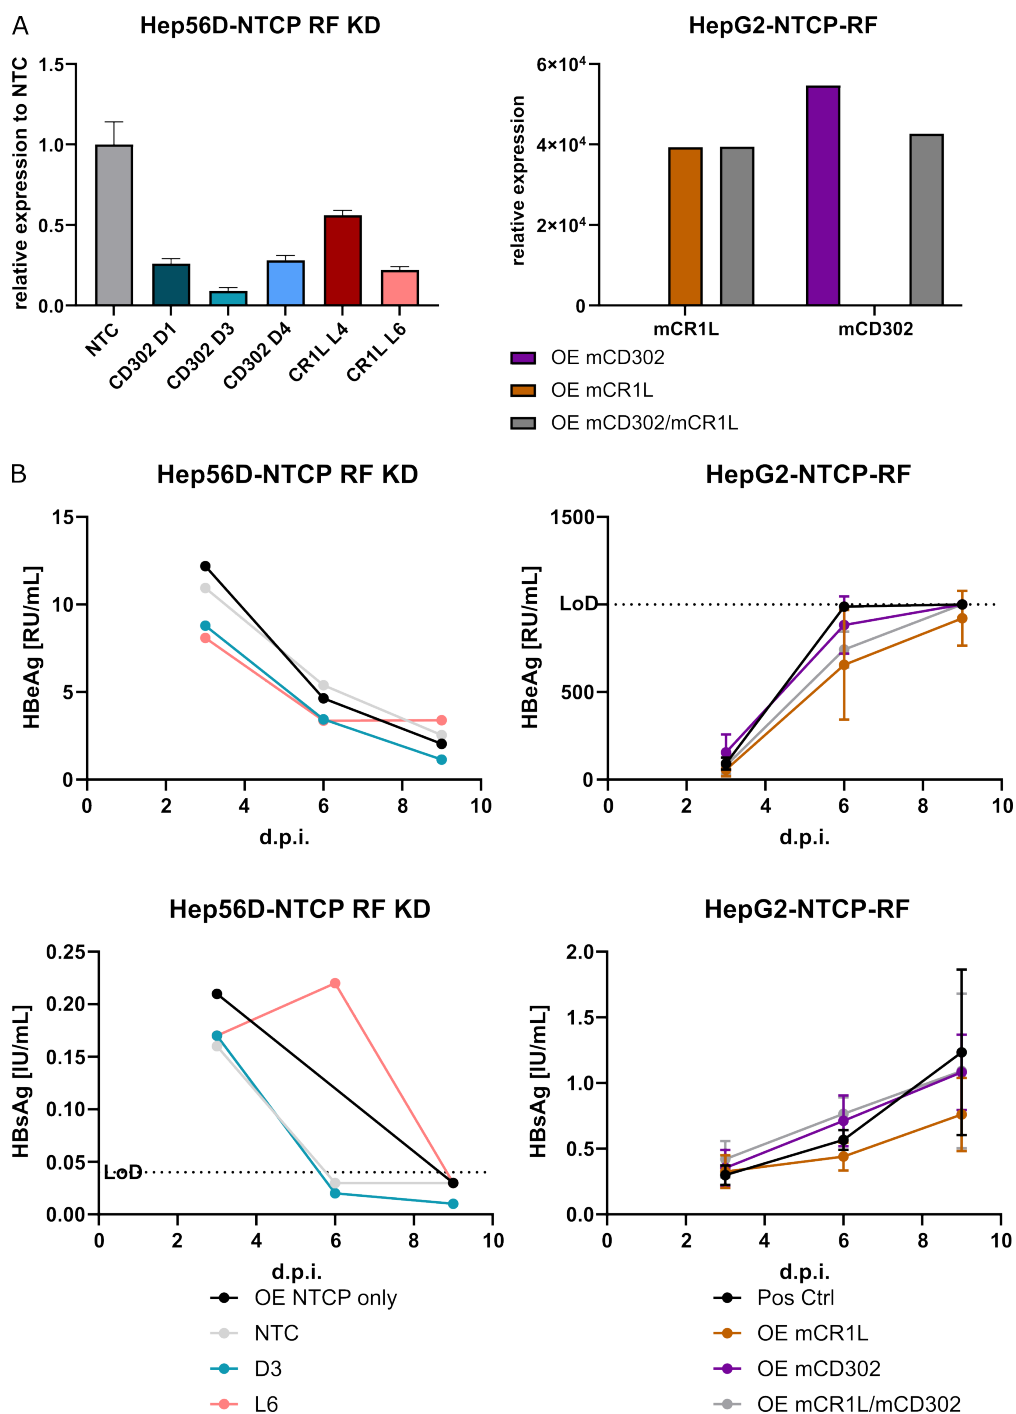 A
Hep56D-NTCP RF KD
relative expression to NTC
1.5
1.0
0.5
0.0
NTC
CD302 D1
CD302 D3
CD302 D4
CR1L L4
CR1L L6
HepG2-NTCP-RF
relative expression
6×10⁴
4×10⁴
2×10⁴
0
mCR1L
mCD302
OE mCD302
OE mCR1L
OE mCD302/mCR1L
B
Hep56D-NTCP RF KD
HBeAg [RU/mL]
15
10
5
0
0 2 4 6 8 10
d.p.i.
HepG2-NTCP-RF
HBeAg [RU/mL]
1500
LoD
500
0
0 2 4 6 8 10
d.p.i.
Hep56D-NTCP RF KD
HBsAg [IU/mL]
0.25
0.20
0.15
0.10
0.05
LoD
0.00
0 2 4 6 8 10
d.p.i.
OE NTCP only
NTC
D3
L6
HepG2-NTCP-RF
HBsAg [IU/mL]
2.0
1.5
1.0
0.5
0.0
0 2 4 6 8 10
d.p.i.
Pos Ctrl
OE mCR1L
OE mCD302
OE mCR1L/mCD302